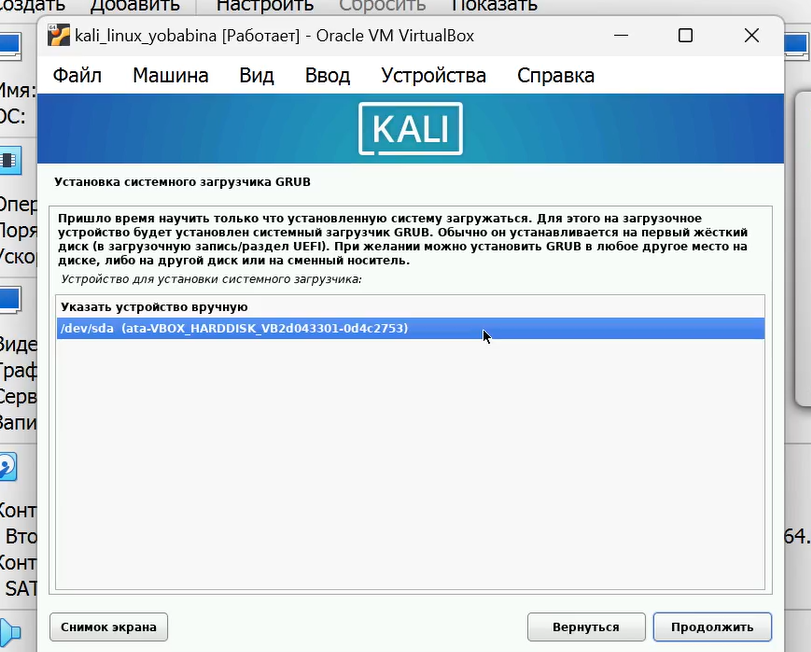 Создать Добавить Настроить Сбросить Показать
kali_linux_yobabina [Работает] - Oracle VM VirtualBox
Файл Машина Вид Ввод Устройства Справка
Имя:
ОС:
KALI
Установка системного загрузчика GRUB
Пришло время научить только что установленную систему загружаться. Для этого на загрузочное
устройство будет установлен системный загрузчик GRUB. Обычно он устанавливается на первый жёсткий
диск (в загрузочную запись/раздел UEFI). При желании можно установить GRUB в любое другое место на
диске, либо на другой диск или на сменный носитель.
Устройство для установки системного загрузчика:
Указать устройство вручную
/dev/sda (ata-VBOX_HARDDISK_VB2d043301-0d4c2753)
Опер
Поря
Уско
Виде
Граф
Серв
Запи
Конт
Вто
64.
Конт
SAT
Снимок экрана Вернуться Продолжить